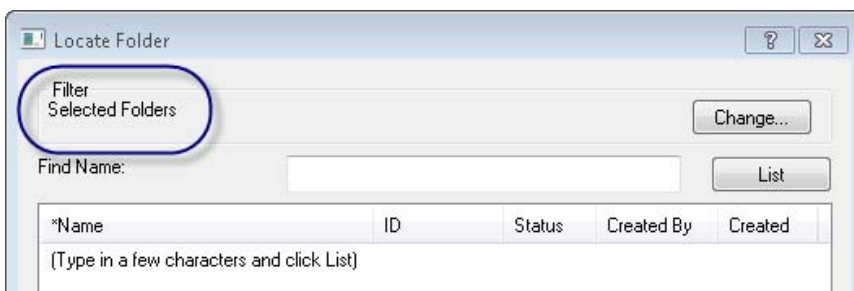 Locate Folder
Filter
Selected Folders
Change...
Find Name:
List
*Name ID Status Created By Created
(Type in a few characters and click List)